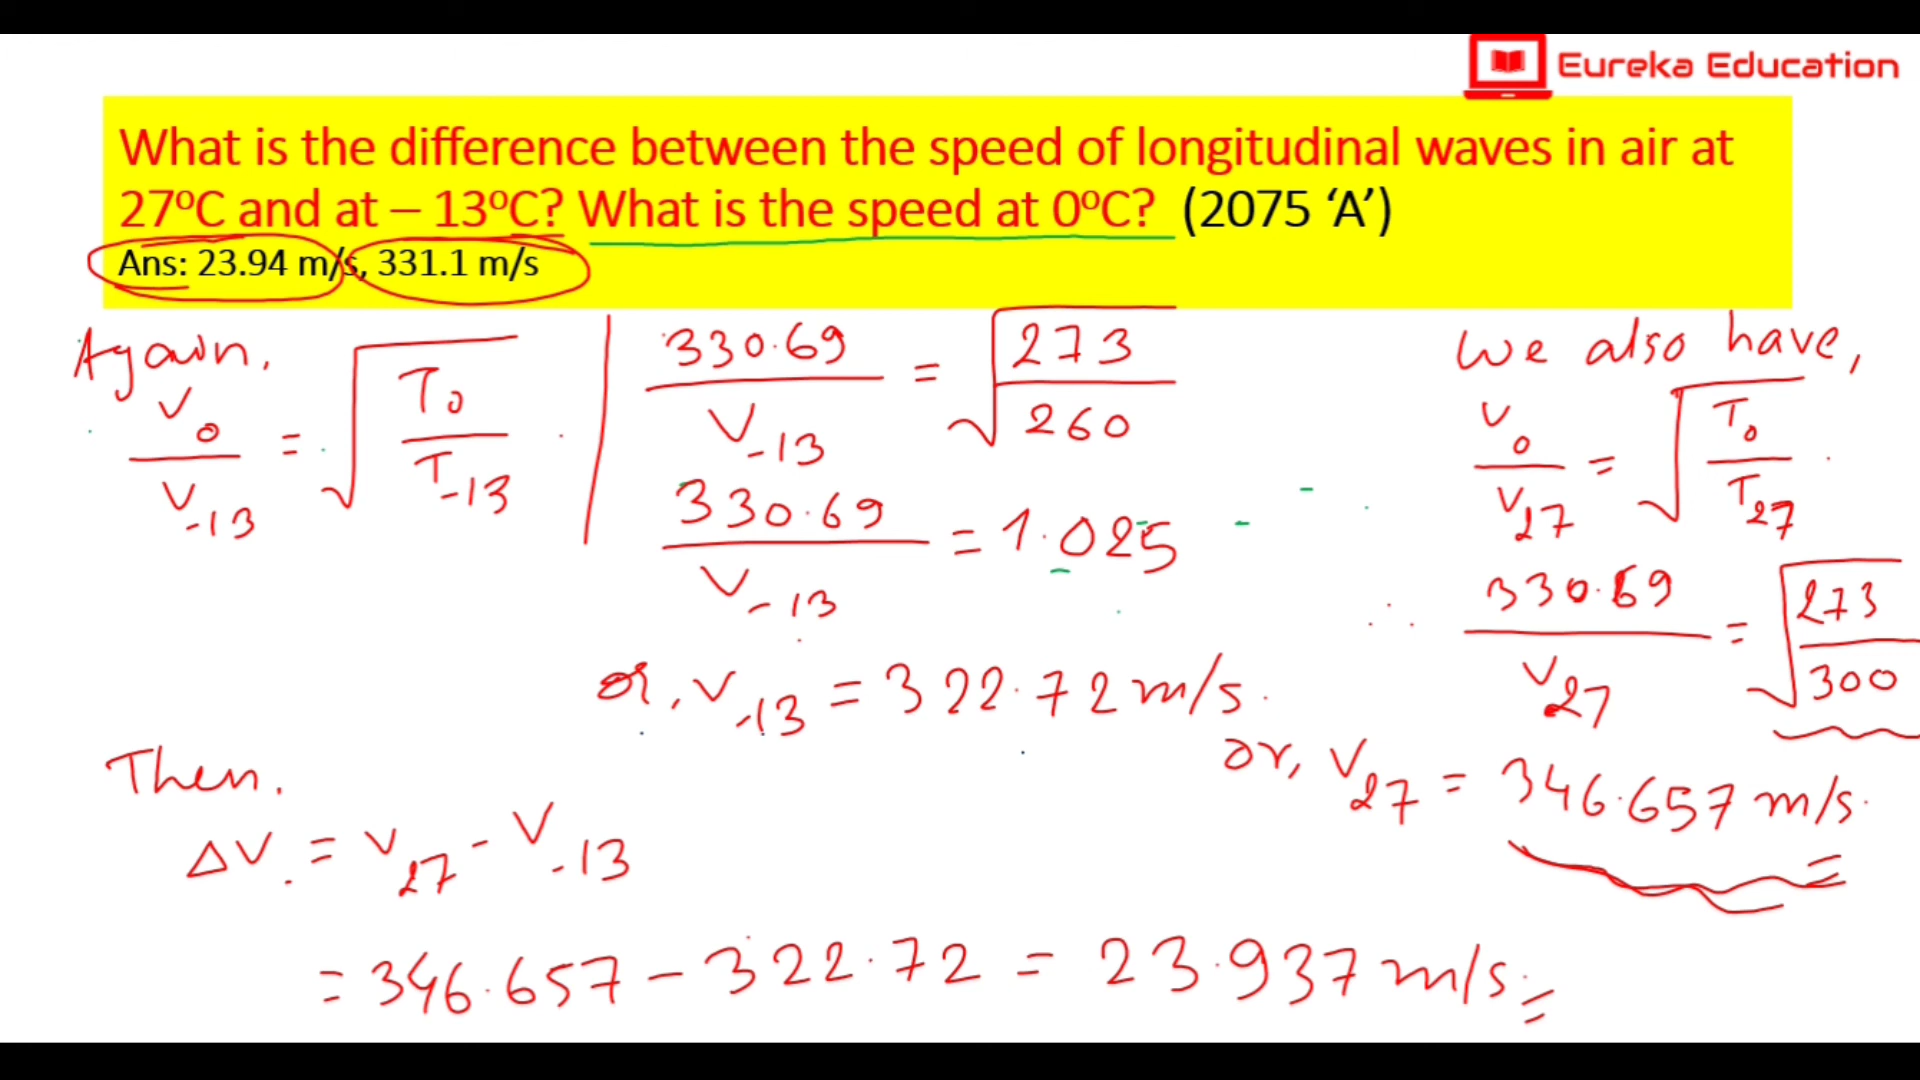 Eureka Education
What is the difference between the speed of longitudinal waves in air at
27⁰C and at – 13⁰C? What is the speed at 0⁰C? (2075 ‘A’)
Ans: 23.94 m/s, 331.1 m/s
Again.
V₀/V₋₁₃ = √(T₀/T₋₁₃)
330.69/V₋₁₃ = √(273/260)
330.69/V₋₁₃ = 1.025
or, V₋₁₃ = 322.72 m/s.
We also have,
V₀/V₂₇ = √(T₀/T₂₇)
330.69/V₂₇ = √(273/300)
or, V₂₇ = 346.657 m/s.
Then.
ΔV. = V₂₇ - V₋₁₃
= 346.657 – 322.72 = 23.937 m/s.